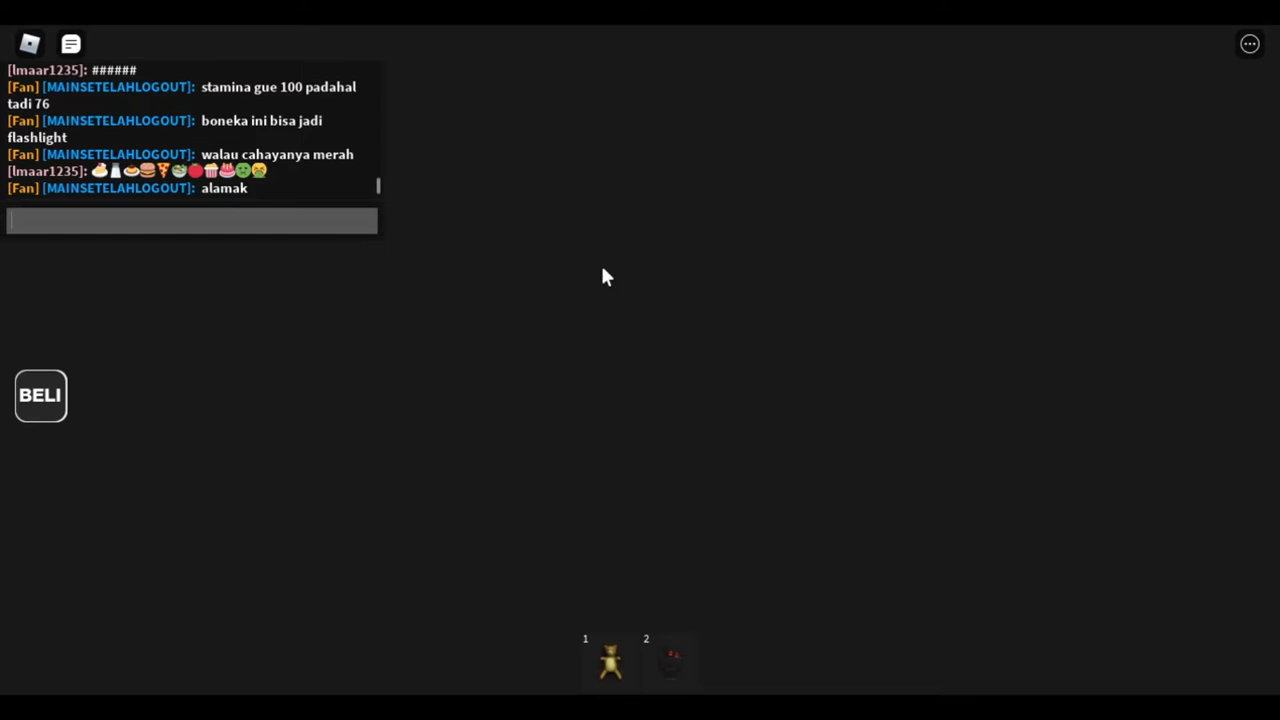 [lmaar1235]: ######
[Fan] [MAINSETELAHLOGOUT]: stamina gue 100 padahal
tadi 76
[Fan] [MAINSETELAHLOGOUT]: boneka ini bisa jadi
flashlight
[Fan] [MAINSETELAHLOGOUT]: walau cahayanya merah
[lmaar1235]: 🍰🧂🍮🍔🍕🥗🍅🍿🎂🤢🤮
[Fan] [MAINSETELAHLOGOUT]: alamak
BELI
1
2